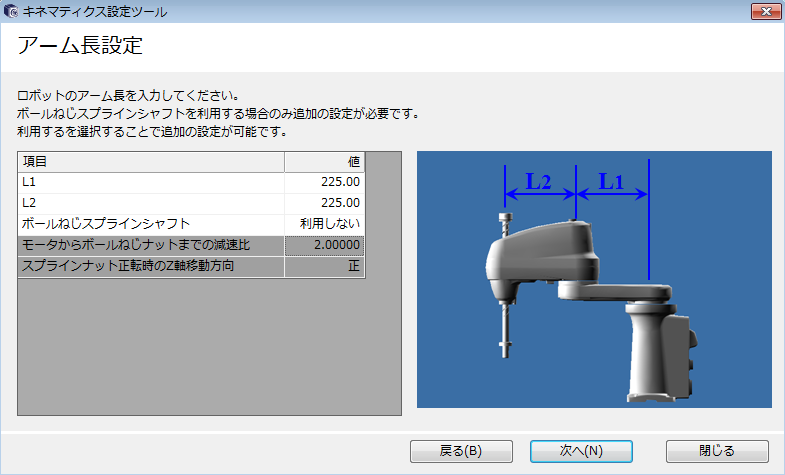 キネマティクス設定ツール
アーム長設定
ロボットのアーム長を入力してください。
ボールねじスプラインシャフトを利用する場合のみ追加の設定が必要です。
利用するを選択することで追加の設定が可能です。
項目 値
L1 225.00
L2 225.00
ボールねじスプラインシャフト 利用しない
モータからボールねじナットまでの減速比 2.00000
スプラインナット正転時のZ軸移動方向 正
L2 L1
戻る(B) 次へ(N) 閉じる